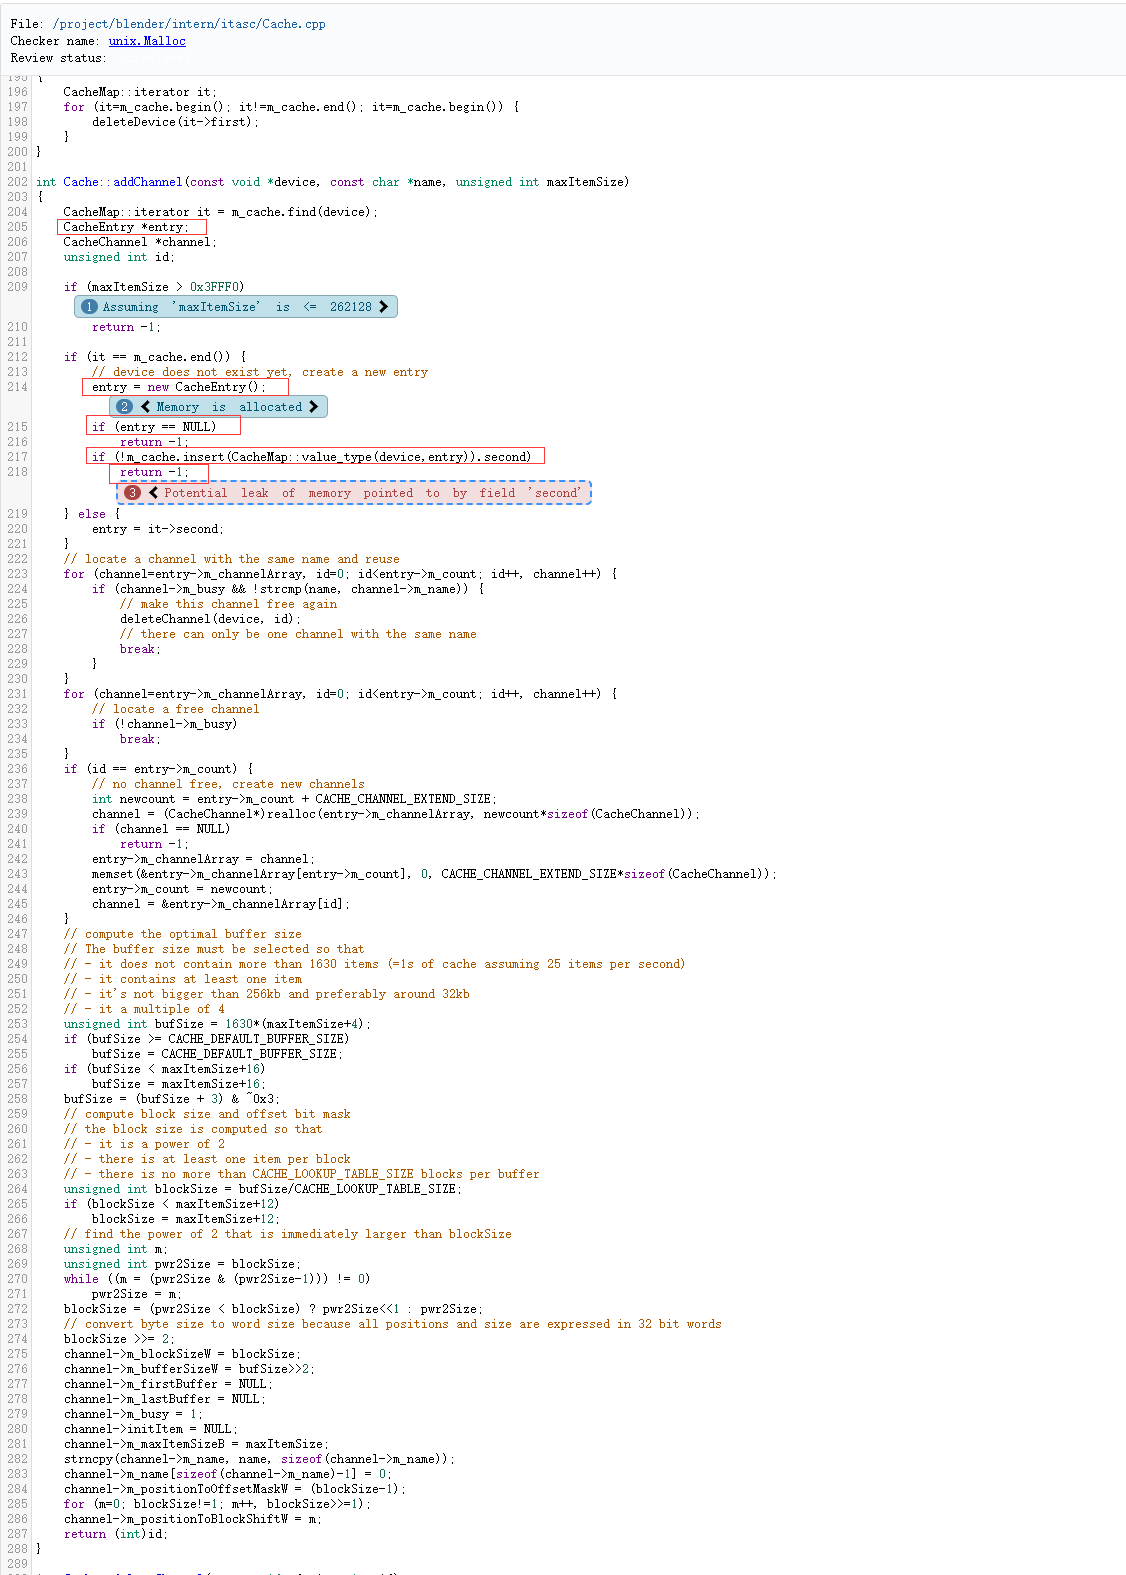 File: /project/blender/intern/itasc/Cache.cpp
Checker name: unix.Malloc
Review status:
195 {
196     CacheMap::iterator it;
197     for (it=m_cache.begin(); it!=m_cache.end(); it=m_cache.begin()) {
198         deleteDevice(it->first);
199     }
200 }
201
202 int Cache::addChannel(const void *device, const char *name, unsigned int maxItemSize)
203 {
204     CacheMap::iterator it = m_cache.find(device);
205     CacheEntry *entry;
206     CacheChannel *channel;
207     unsigned int id;
208
209     if (maxItemSize > 0x3FFF0)
1 Assuming 'maxItemSize' is <= 262128
210         return -1;
211
212     if (it == m_cache.end()) {
213         // device does not exist yet, create a new entry
214         entry = new CacheEntry();
2 Memory is allocated
215         if (entry == NULL)
216             return -1;
217         if (!m_cache.insert(CacheMap::value_type(device,entry)).second)
218             return -1;
3 Potential leak of memory pointed to by field 'second'
219     } else {
220         entry = it->second;
221     }
222     // locate a channel with the same name and reuse
223     for (channel=entry->m_channelArray, id=0; id<entry->m_count; id++, channel++) {
224         if (channel->m_busy && !strcmp(name, channel->m_name)) {
225             // make this channel free again
226             deleteChannel(device, id);
227             // there can only be one channel with the same name
228             break;
229         }
230     }
231     for (channel=entry->m_channelArray, id=0; id<entry->m_count; id++, channel++) {
232         // locate a free channel
233         if (!channel->m_busy)
234             break;
235     }
236     if (id == entry->m_count) {
237         // no channel free, create new channels
238         int newcount = entry->m_count + CACHE_CHANNEL_EXTEND_SIZE;
239         channel = (CacheChannel*)realloc(entry->m_channelArray, newcount*sizeof(CacheChannel));
240         if (channel == NULL)
241             return -1;
242         entry->m_channelArray = channel;
243         memset(&entry->m_channelArray[entry->m_count], 0, CACHE_CHANNEL_EXTEND_SIZE*sizeof(CacheChannel));
244         entry->m_count = newcount;
245         channel = &entry->m_channelArray[id];
246     }
247     // compute the optimal buffer size
248     // The buffer size must be selected so that
249     // - it does not contain more than 1630 items (=1s of cache assuming 25 items per second)
250     // - it contains at least one item
251     // - it's not bigger than 256kb and preferably around 32kb
252     // - it a multiple of 4
253     unsigned int bufSize = 1630*(maxItemSize+4);
254     if (bufSize >= CACHE_DEFAULT_BUFFER_SIZE)
255         bufSize = CACHE_DEFAULT_BUFFER_SIZE;
256     if (bufSize < maxItemSize+16)
257         bufSize = maxItemSize+16;
258     bufSize = (bufSize + 3) & ~0x3;
259     // compute block size and offset bit mask
260     // the block size is computed so that
261     // - it is a power of 2
262     // - there is at least one item per block
263     // - there is no more than CACHE_LOOKUP_TABLE_SIZE blocks per buffer
264     unsigned int blockSize = bufSize/CACHE_LOOKUP_TABLE_SIZE;
265     if (blockSize < maxItemSize+12)
266         blockSize = maxItemSize+12;
267     // find the power of 2 that is immediately larger than blockSize
268     unsigned int m;
269     unsigned int pwr2Size = blockSize;
270     while ((m = (pwr2Size & (pwr2Size-1))) != 0)
271         pwr2Size = m;
272     blockSize = (pwr2Size < blockSize) ? pwr2Size<<1 : pwr2Size;
273     // convert byte size to word size because all positions and size are expressed in 32 bit words
274     blockSize >>= 2;
275     channel->m_blockSizeW = blockSize;
276     channel->m_bufferSizeW = bufSize>>2;
277     channel->m_firstBuffer = NULL;
278     channel->m_lastBuffer = NULL;
279     channel->m_busy = 1;
280     channel->initItem = NULL;
281     channel->m_maxItemSizeB = maxItemSize;
282     strncpy(channel->m_name, name, sizeof(channel->m_name));
283     channel->m_name[sizeof(channel->m_name)-1] = 0;
284     channel->m_positionToOffsetMaskW = (blockSize-1);
285     for (m=0; blockSize!=1; m++, blockSize>>=1);
286     channel->m_positionToBlockShiftW = m;
287     return (int)id;
288 }
289